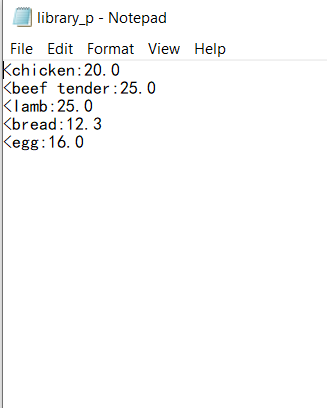 library_p - Notepad
File Edit Format View Help
<chicken:20.0
<beef tender:25.0
<lamb:25.0
<bread:12.3
<egg:16.0